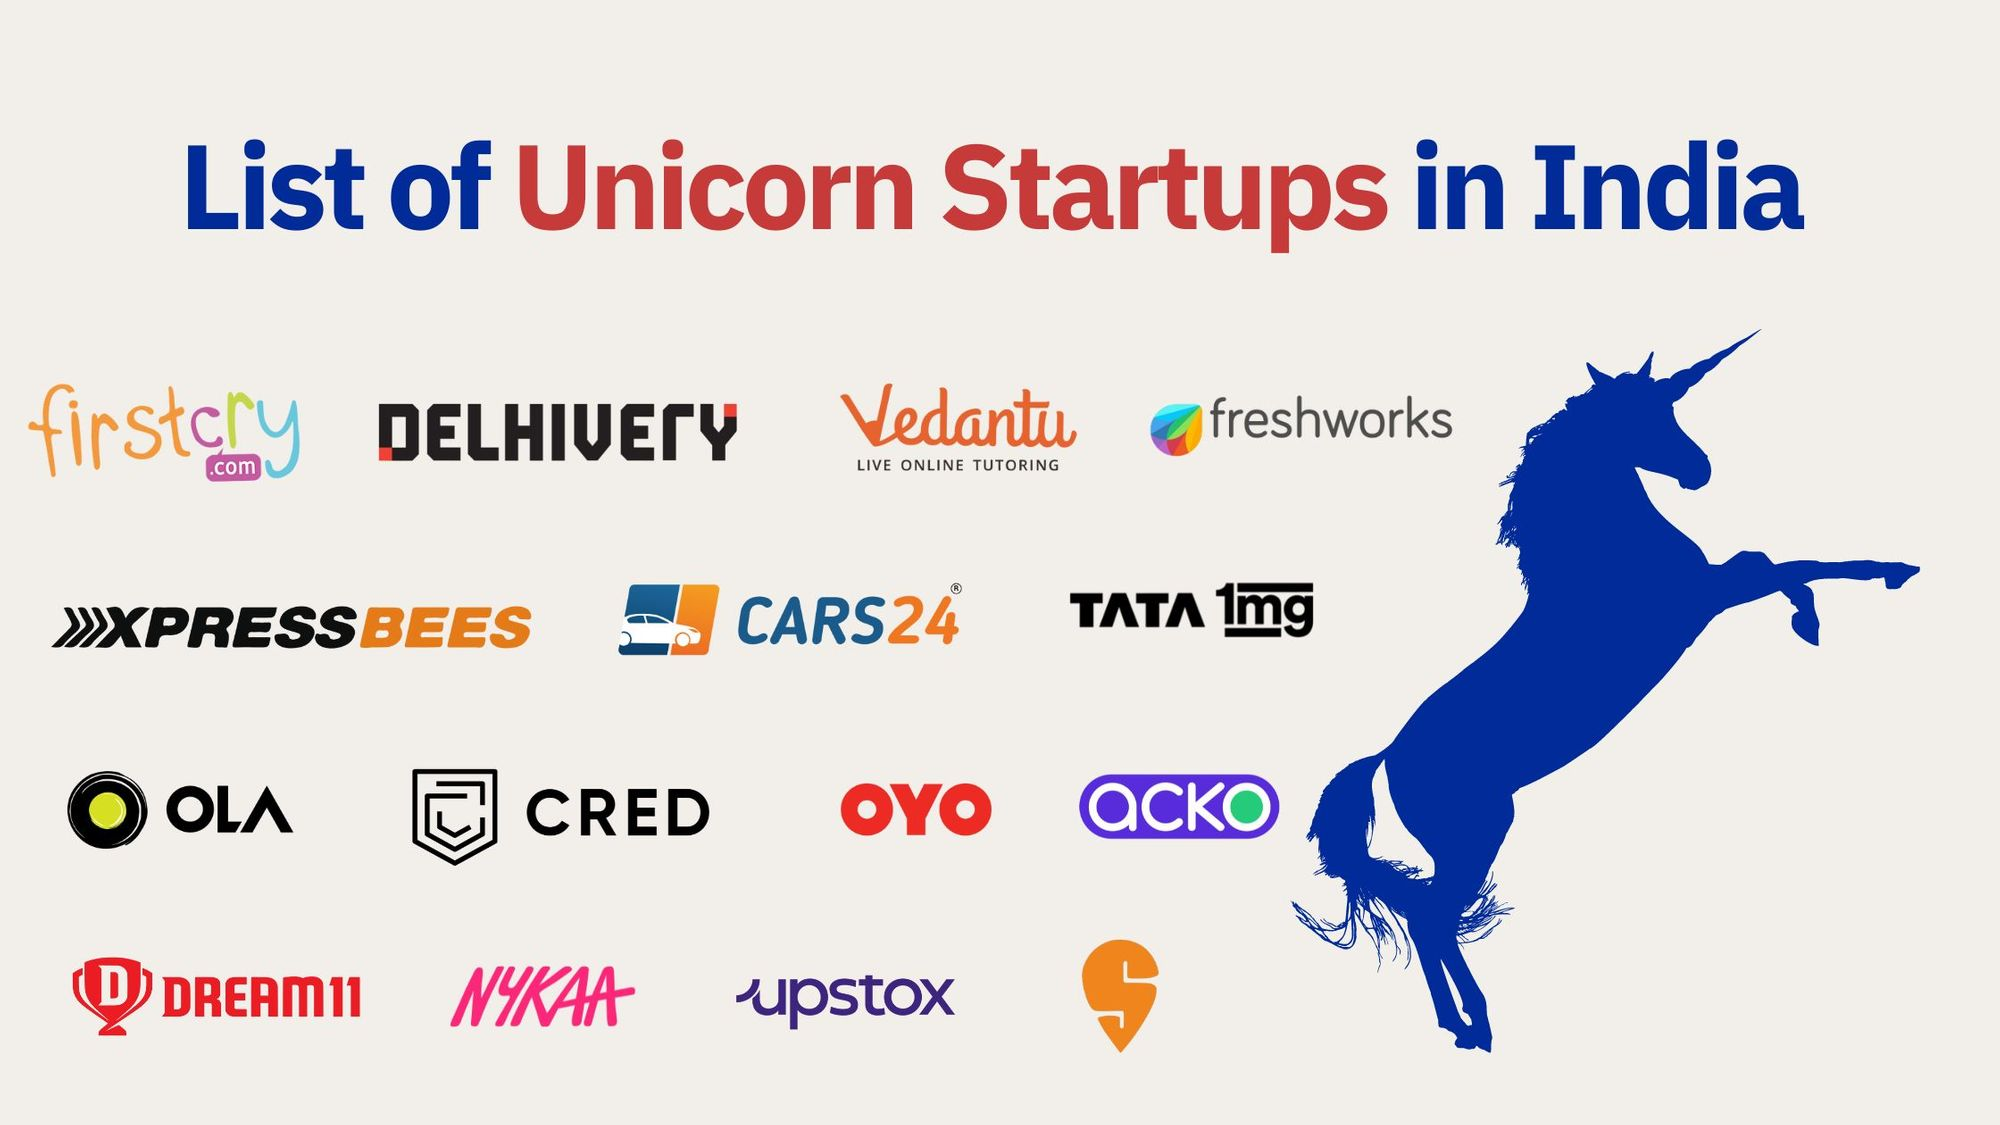 List of Unicorn Startups in India
firstcry
.com
DELHIVERY
Vedantu
LIVE ONLINE TUTORING
freshworks
XPRESSBEES
CARS24®
TATA 1mg
OLA
CRED
OYO
acko
D
DREAM11
NYKAA
upstox